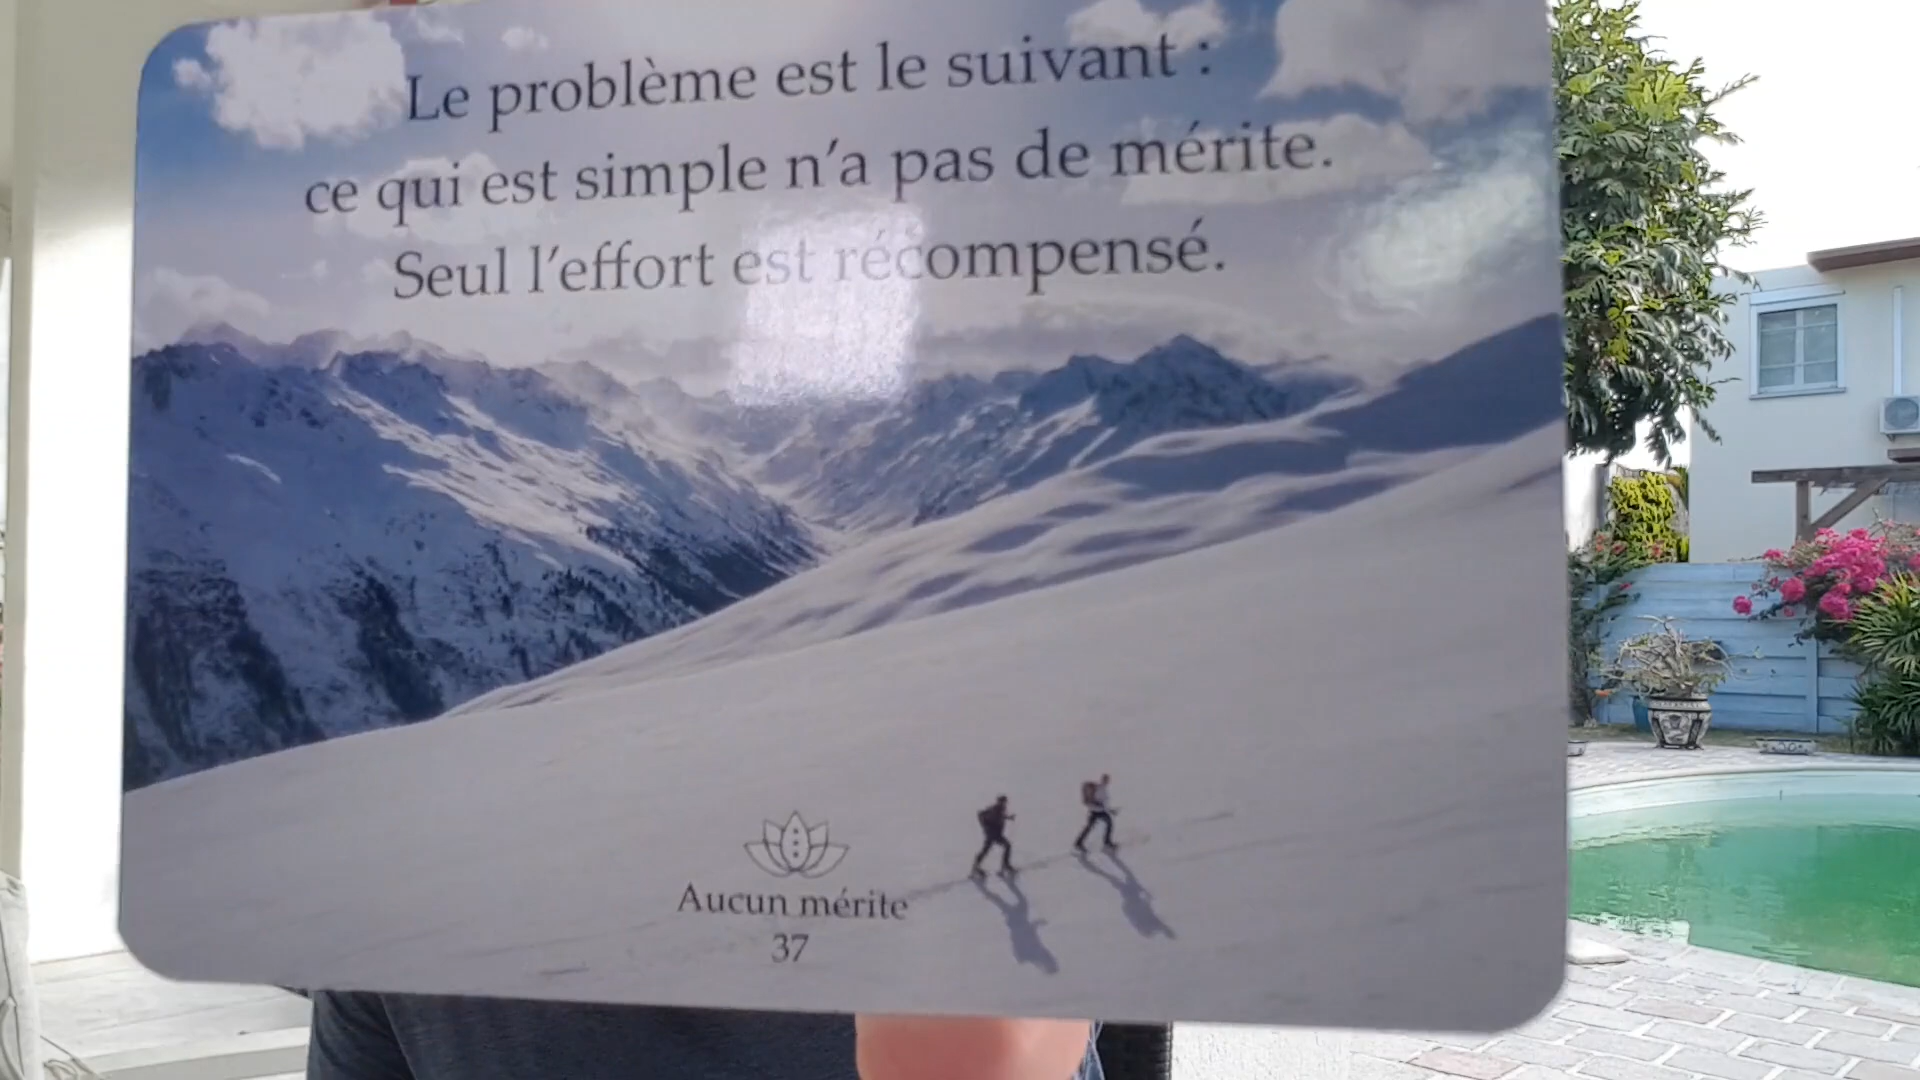 Le problème est le suivant :
ce qui est simple n’a pas de mérite.
Seul l’effort est récompensé.
Aucun mérite
37